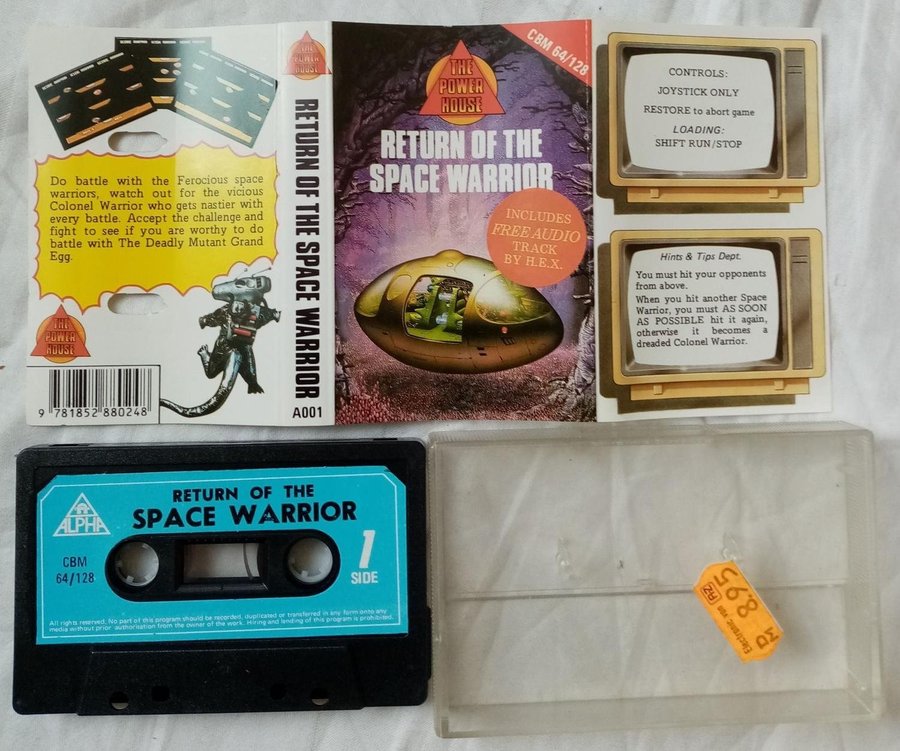 Do battle with the Ferocious space
warriors, watch out for the vicious
Colonel Warrior who gets nastier with
every battle. Accept the challenge and
fight to see if you are worthy to do
battle with The Deadly Mutant Grand
Egg.
THE
POWER
HOUSE
9 781852 880248
THE
POWER
HOUSE
RETURN OF THE SPACE WARRIOR
A001
CBM 64/128
THE
POWER
HOUSE
RETURN OF THE
SPACE WARRIOR
INCLUDES
FREE AUDIO
TRACK
BY H.E.X.
CONTROLS:
JOYSTICK ONLY
RESTORE to abort game
LOADING:
SHIFT RUN/STOP
Hints & Tips Dept.
You must hit your opponents
from above.
When you hit another Space
Warrior, you must AS SOON
AS POSSIBLE hit it again,
otherwise it becomes a
dreaded Colonel Warrior.
ALPHA
RETURN OF THE
SPACE WARRIOR
CBM
64/128
1
SIDE
All rights reserved. No part of this program should be recorded, duplicated or transferred in any form onto any
media without prior authorisation from the owner of the work. Hiring and lending of this program is prohibited.
DM
8,95